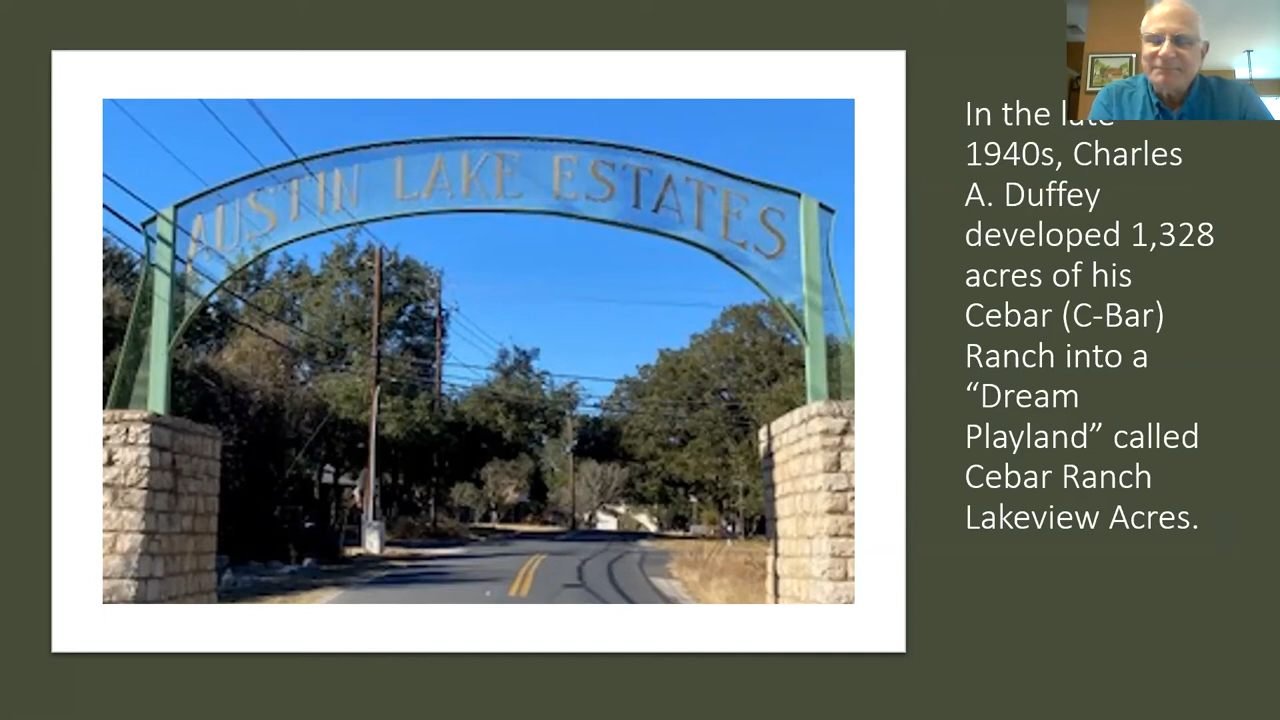 AUSTIN LAKE ESTATES
In the late
1940s, Charles
A. Duffey
developed 1,328
acres of his
Cebar (C-Bar)
Ranch into a
“Dream
Playland” called
Cebar Ranch
Lakeview Acres.